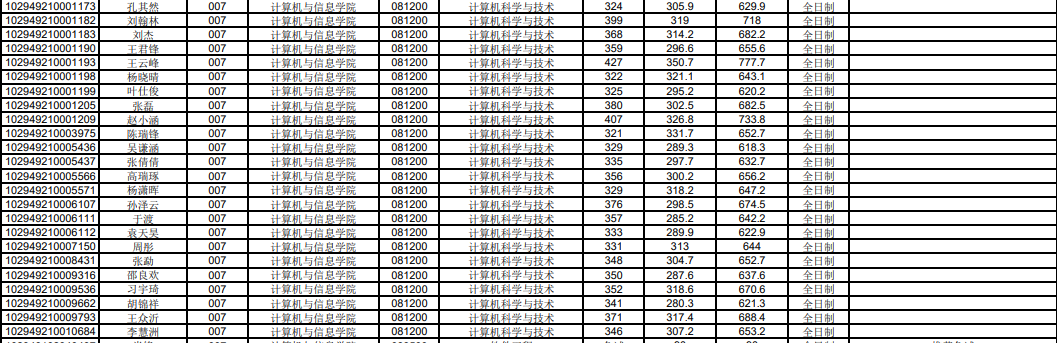 102949210001173 孔其然 007 计算机与信息学院 081200 计算机科学与技术 324 305.9 629.9 全日制
102949210001182 刘翰林 007 计算机与信息学院 081200 计算机科学与技术 399 319 718 全日制
102949210001183 刘杰 007 计算机与信息学院 081200 计算机科学与技术 368 314.2 682.2 全日制
102949210001190 王君锋 007 计算机与信息学院 081200 计算机科学与技术 359 296.6 655.6 全日制
102949210001193 王云峰 007 计算机与信息学院 081200 计算机科学与技术 427 350.7 777.7 全日制
102949210001198 杨晓晴 007 计算机与信息学院 081200 计算机科学与技术 322 321.1 643.1 全日制
102949210001199 叶仕俊 007 计算机与信息学院 081200 计算机科学与技术 325 295.2 620.2 全日制
102949210001205 张磊 007 计算机与信息学院 081200 计算机科学与技术 380 302.5 682.5 全日制
102949210001209 赵小涵 007 计算机与信息学院 081200 计算机科学与技术 407 326.8 733.8 全日制
102949210003975 陈瑞锋 007 计算机与信息学院 081200 计算机科学与技术 321 331.7 652.7 全日制
102949210005436 吴谦涵 007 计算机与信息学院 081200 计算机科学与技术 329 289.3 618.3 全日制
102949210005437 张倩倩 007 计算机与信息学院 081200 计算机科学与技术 335 297.7 632.7 全日制
102949210005566 高瑞琢 007 计算机与信息学院 081200 计算机科学与技术 356 300.2 656.2 全日制
102949210005571 杨潇晖 007 计算机与信息学院 081200 计算机科学与技术 329 318.2 647.2 全日制
102949210006107 孙泽云 007 计算机与信息学院 081200 计算机科学与技术 376 298.5 674.5 全日制
102949210006111 于渡 007 计算机与信息学院 081200 计算机科学与技术 357 285.2 642.2 全日制
102949210006112 袁天昊 007 计算机与信息学院 081200 计算机科学与技术 333 289.9 622.9 全日制
102949210007150 周彤 007 计算机与信息学院 081200 计算机科学与技术 331 313 644 全日制
102949210008431 张勐 007 计算机与信息学院 081200 计算机科学与技术 348 304.7 652.7 全日制
102949210009316 邵良欢 007 计算机与信息学院 081200 计算机科学与技术 350 287.6 637.6 全日制
102949210009536 习宇琦 007 计算机与信息学院 081200 计算机科学与技术 352 318.6 670.6 全日制
102949210009662 胡锦祥 007 计算机与信息学院 081200 计算机科学与技术 341 280.3 621.3 全日制
102949210009793 王众沂 007 计算机与信息学院 081200 计算机科学与技术 371 317.4 688.4 全日制
102949210010684 李慧洲 007 计算机与信息学院 081200 计算机科学与技术 346 307.2 653.2 全日制